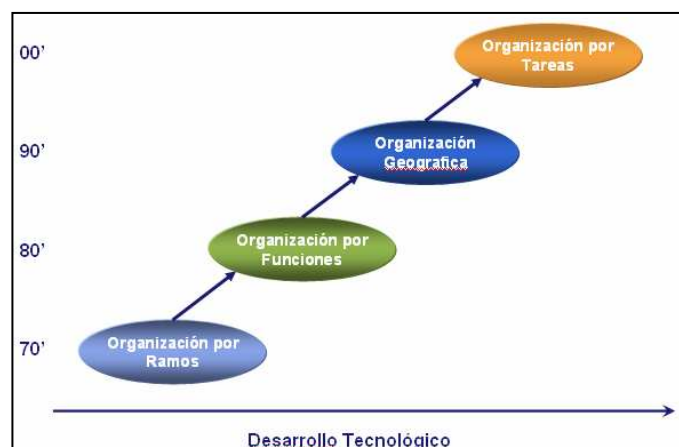 00'
Organización por
Tareas
90'
Organización
Geografica
80'
Organización por
Funciones
70'
Organización por
Ramos
Desarrollo Tecnológico